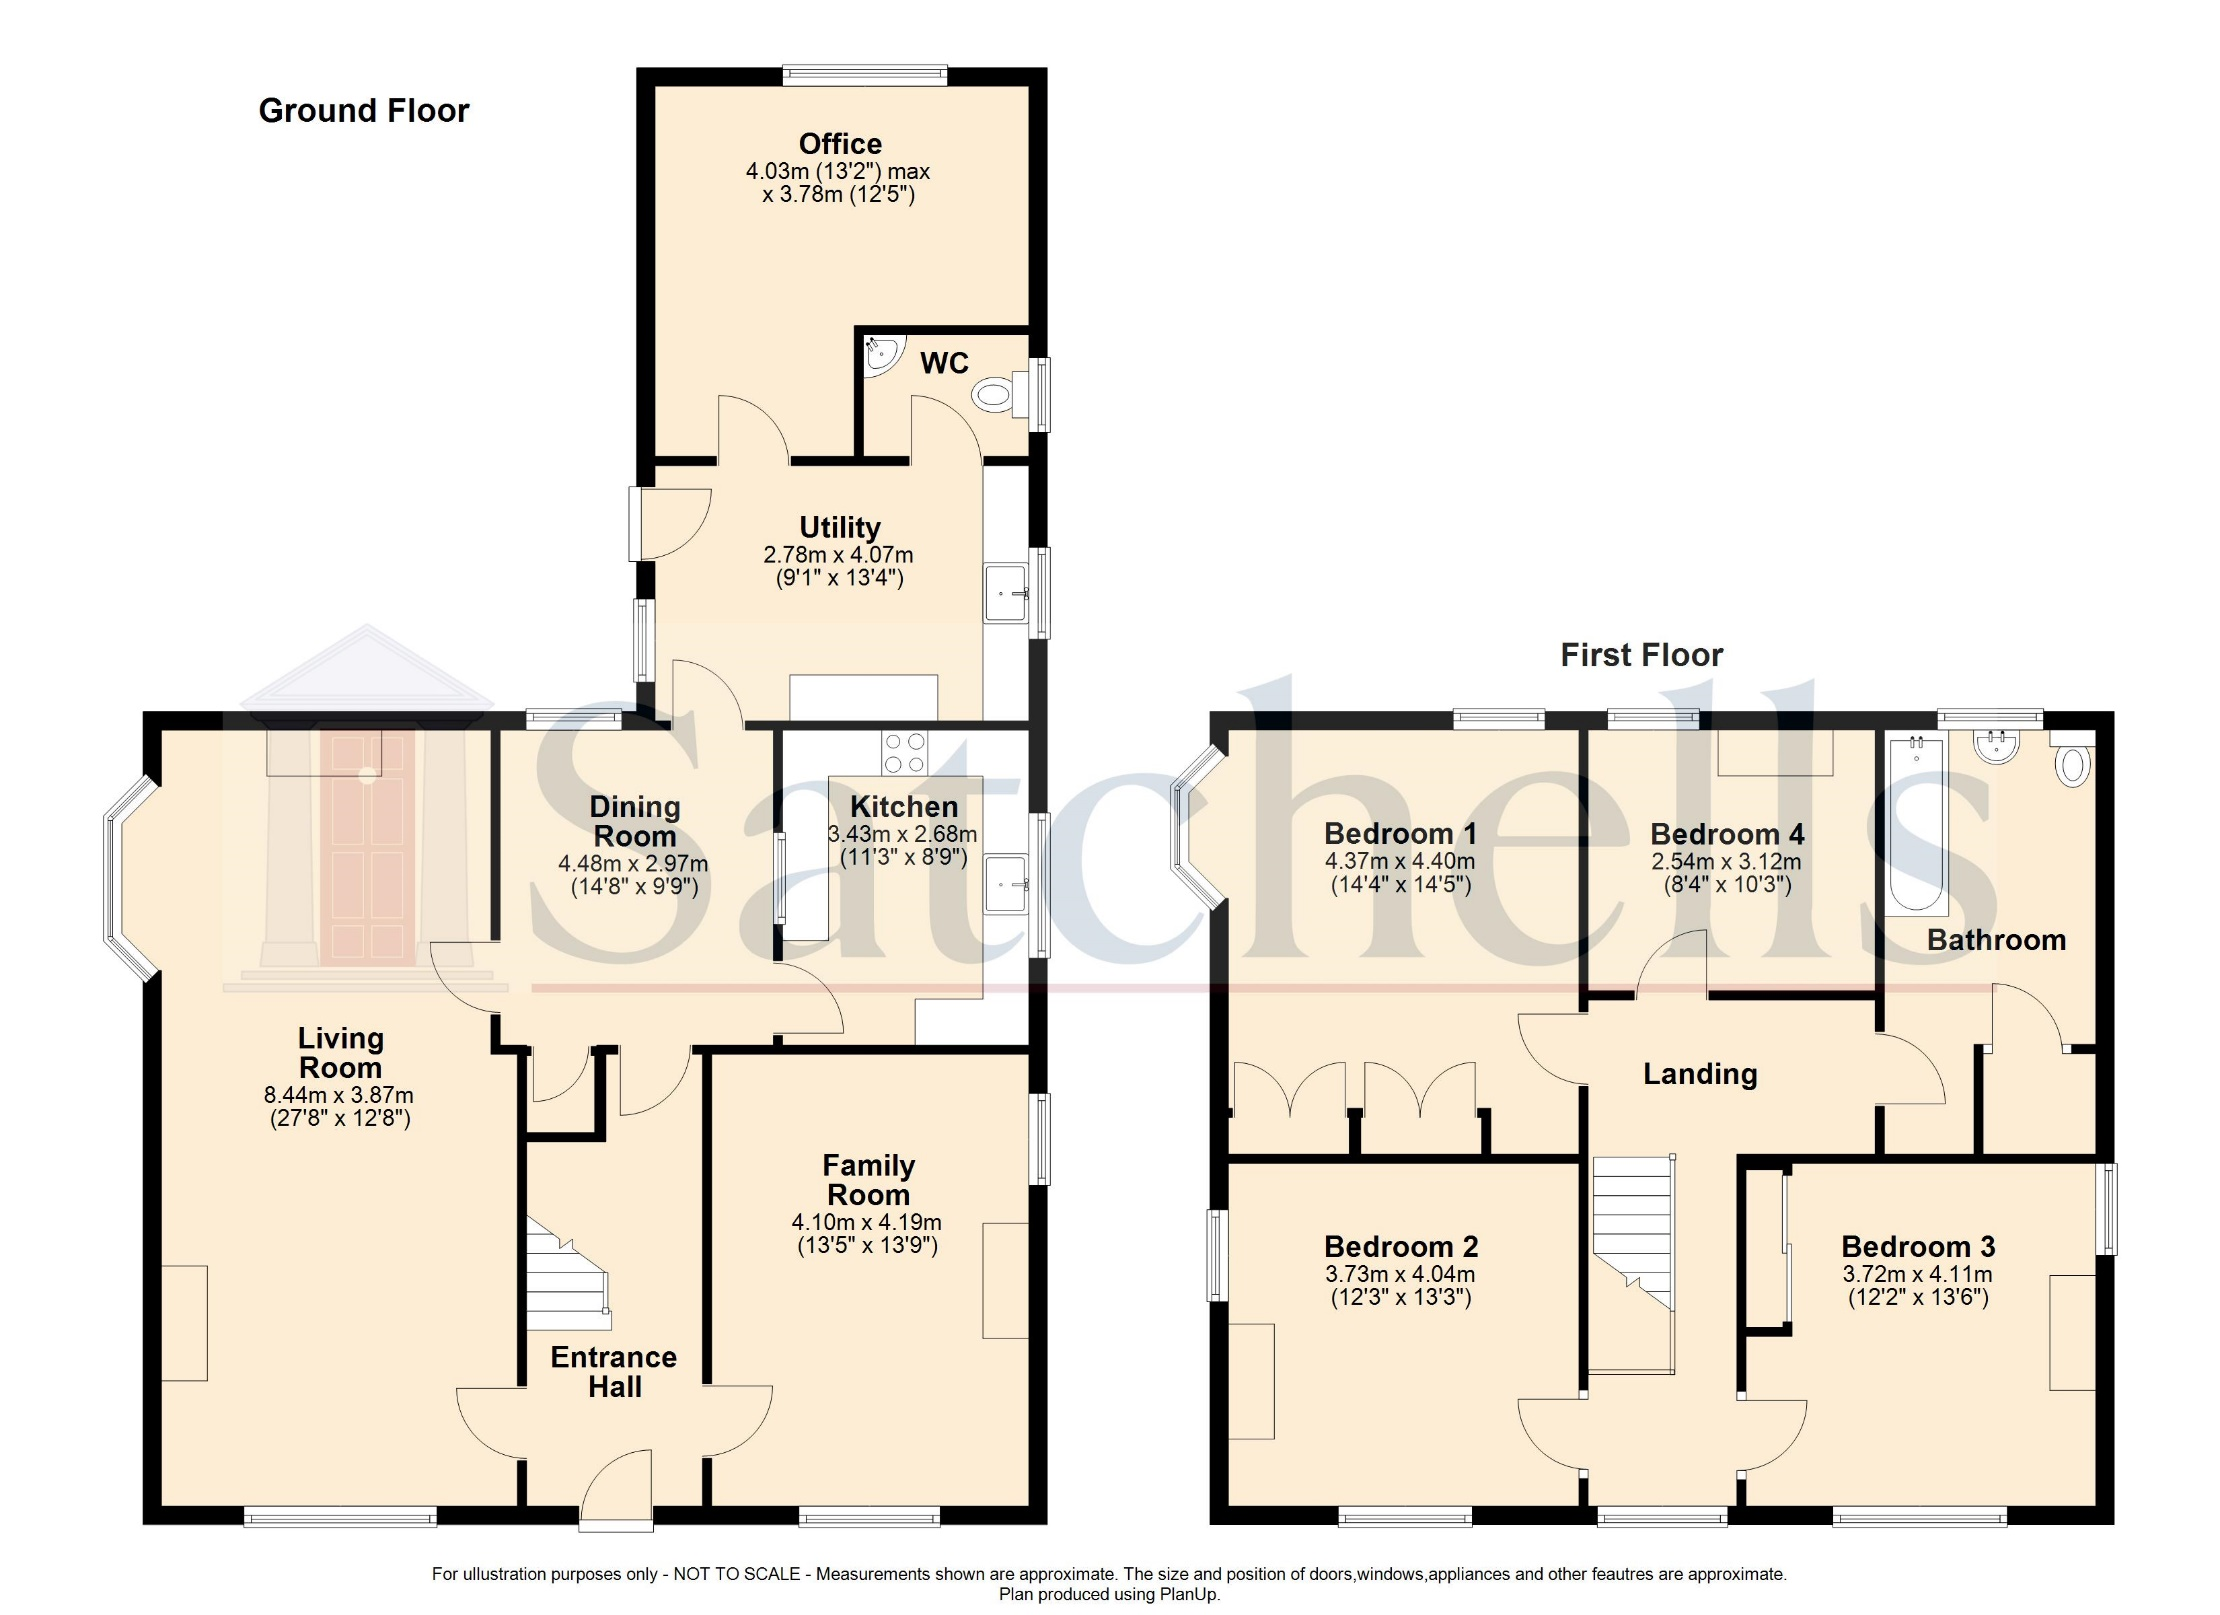 Ground Floor
Office
4.03m (13'2") max
x 3.78m (12'5")
WC
Utility
2.78m x 4.07m
(9'1" x 13'4")
Dining
Room
4.48m x 2.97m
(14'8" x 9'9")
Kitchen
3.43m x 2.68m
(11'3" x 8'9")
Living
Room
8.44m x 3.87m
(27'8" x 12'8")
Family
Room
4.10m x 4.19m
(13'5" x 13'9")
Entrance
Hall
First Floor
Bedroom 1
4.37m x 4.40m
(14'4" x 14'5")
Bedroom 4
2.54m x 3.12m
(8'4" x 10'3")
Bathroom
Landing
Bedroom 2
3.73m x 4.04m
(12'3" x 13'3")
Bedroom 3
3.72m x 4.11m
(12'2" x 13'6")
Satchells
For ullustration purposes only - NOT TO SCALE - Measurements shown are approximate. The size and position of doors,windows,appliances and other feautres are approximate.
Plan produced using PlanUp.